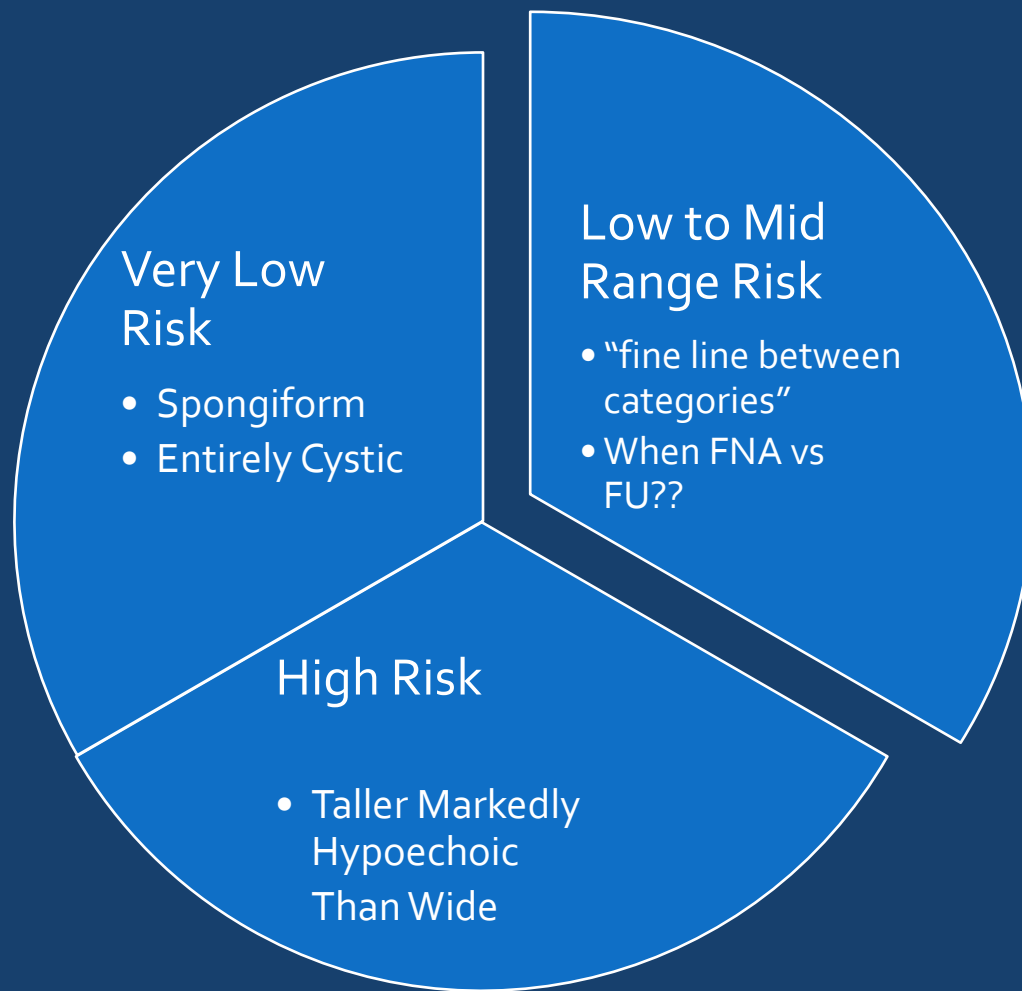 Very Low
Risk
• Spongiform
• Entirely Cystic
Low to Mid
Range Risk
• “fine line between
categories”
• When FNA vs
FU??
High Risk
• Taller Markedly
Hypoechoic
Than Wide